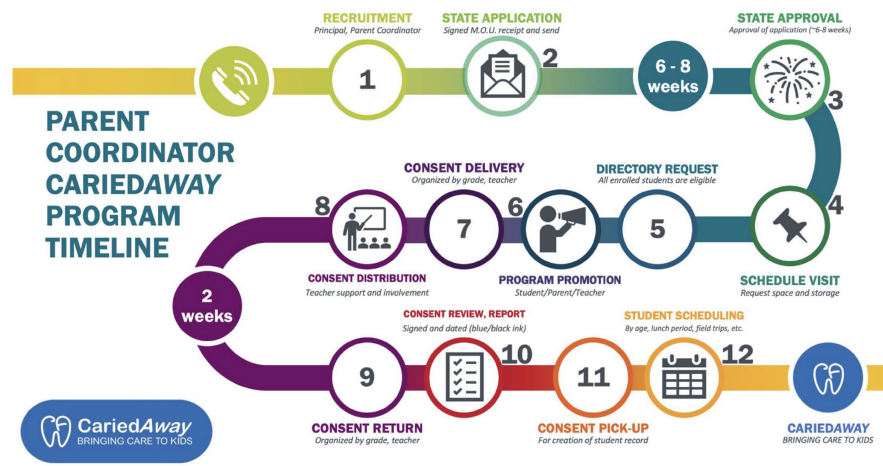 PARENT
COORDINATOR
CARIEDAWAY
PROGRAM
TIMELINE
RECRUITMENT
Principal, Parent Coordinator
1
STATE APPLICATION
Signed M.O.U. receipt and send
2
6 - 8
weeks
STATE APPROVAL
Approval of application (~6-8 weeks)
3
4
SCHEDULE VISIT
Request space and storage
DIRECTORY REQUEST
All enrolled students are eligible
5
6
PROGRAM PROMOTION
Student/Parent/Teacher
CONSENT DELIVERY
Organized by grade, teacher
7
8
CONSENT DISTRIBUTION
Teacher support and involvement
2
weeks
9
CONSENT RETURN
Organized by grade, teacher
CONSENT REVIEW, REPORT
Signed and dated (blue/black ink)
10
11
CONSENT PICK-UP
For creation of student record
STUDENT SCHEDULING
By age, lunch period, field trips, etc.
12
CARIEDAWAY
BRINGING CARE TO KIDS
CariedAway
BRINGING CARE TO KIDS